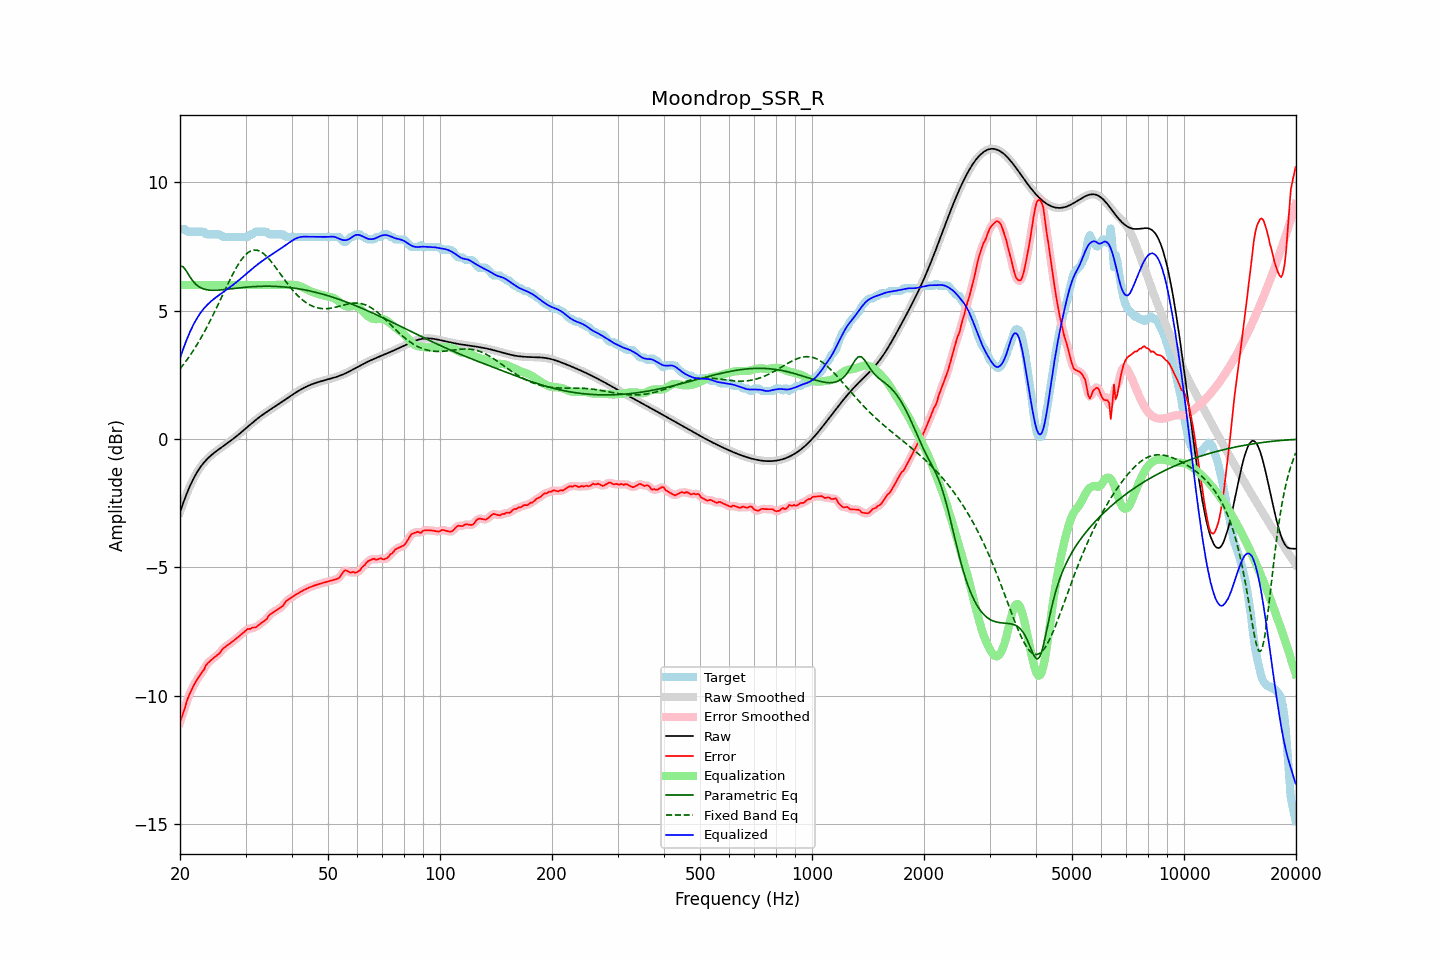 Moondrop_SSR_R
Amplitude (dBr)
10
5
0
−5
−10
−15
Target
Raw Smoothed
Error Smoothed
Raw
Error
Equalization
Parametric Eq
Fixed Band Eq
Equalized
20 50 100 200 500 1000 2000 5000 10000 20000
Frequency (Hz)